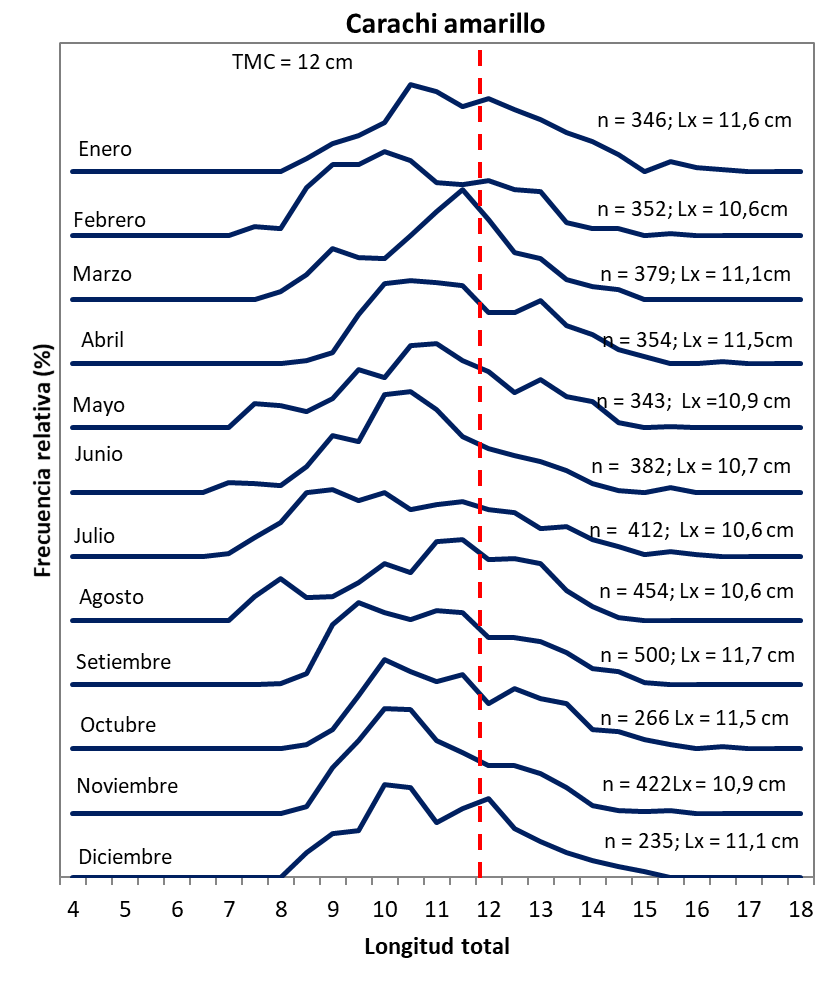 Carachi amarillo
TMC = 12 cm
n = 346; Lx = 11,6 cm
Enero
n = 352; Lx = 10,6cm
Febrero
n = 379; Lx = 11,1cm
Marzo
n = 354; Lx = 11,5cm
Abril
n = 343;  Lx =10,9 cm
Mayo
Junio
n =  382; Lx = 10,7 cm
n =  412;  Lx = 10,6 cm
Julio
n = 454; Lx = 10,6 cm
Agosto
n = 500; Lx = 11,7 cm
Setiembre
n = 266 Lx = 11,5 cm
Octubre
n = 422Lx = 10,9 cm
Noviembre
n = 235; Lx = 11,1 cm
Diciembre
Frecuencia relativa (%)
4 5 6 7 8 9 10 11 12 13 14 15 16 17 18
Longitud total